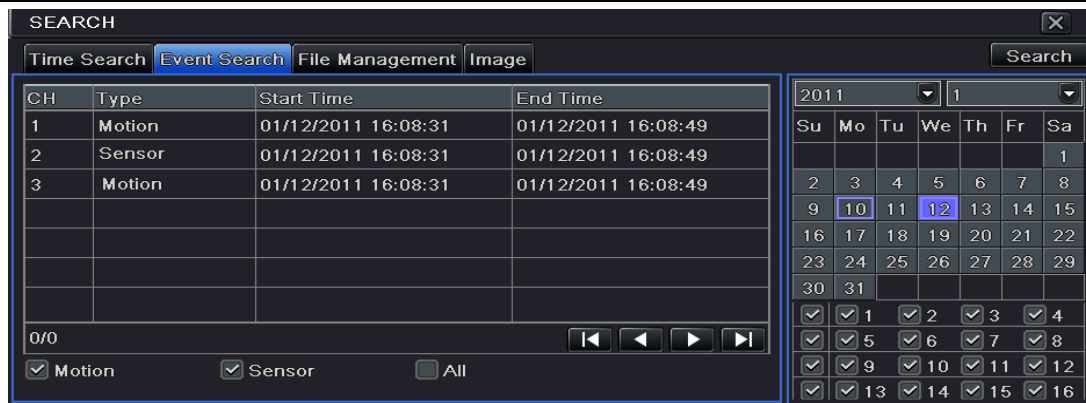 SEARCH
Time Search Event Search File Management Image Search
CH Type Start Time End Time
1 Motion 01/12/2011 16:08:31 01/12/2011 16:08:49
2 Sensor 01/12/2011 16:08:31 01/12/2011 16:08:49
3 Motion 01/12/2011 16:08:31 01/12/2011 16:08:49
0/0
Motion Sensor All
2011 1
Su Mo Tu We Th Fr Sa
1
2 3 4 5 6 7 8
9 10 11 12 13 14 15
16 17 18 19 20 21 22
23 24 25 26 27 28 29
30 31
1 2 3 4
5 6 7 8
9 10 11 12
13 14 15 16